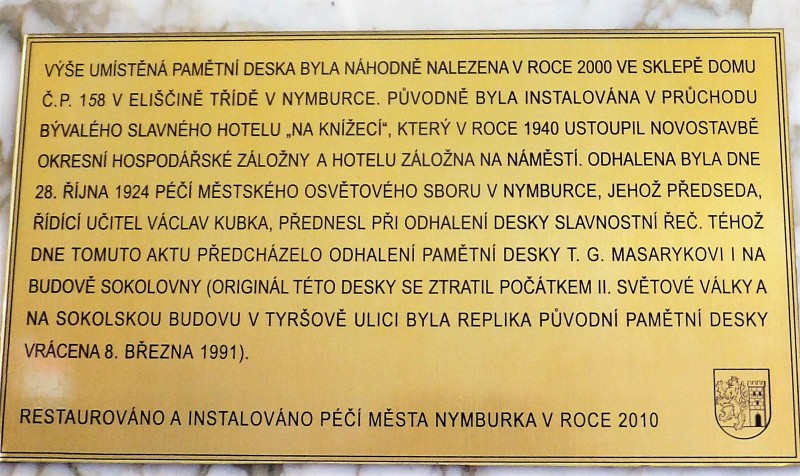 VÝŠE UMÍSTĚNÁ PAMĚTNÍ DESKA BYLA NÁHODNĚ NALEZENA V ROCE 2000 VE SKLEPĚ DOMU
Č.P. 158 V ELIŠČINĚ TŘÍDĚ V NYMBURCE. PŮVODNĚ BYLA INSTALOVÁNA V PRŮCHODU
BÝVALÉHO SLAVNÉHO HOTELU „NA KNÍŽECÍ“, KTERÝ V ROCE 1940 USTOUPIL NOVOSTAVBĚ
OKRESNÍ HOSPODÁŘSKÉ ZÁLOŽNY A HOTELU ZÁLOŽNA NA NÁMĚSTÍ. ODHALENA BYLA DNE
28. ŘÍJNA 1924 PÉČÍ MĚSTSKÉHO OSVĚTOVÉHO SBORU V NYMBURCE, JEHOŽ PŘEDSEDA,
ŘÍDÍCÍ UČITEL VÁCLAV KUBKA, PŘEDNESL PŘI ODHALENÍ DESKY SLAVNOSTNÍ ŘEČ. TÉHOŽ
DNE TOMUTO AKTU PŘEDCHÁZELO ODHALENÍ PAMĚTNÍ DESKY T. G. MASARYKOVI I NA
BUDOVĚ SOKOLOVNY (ORIGINÁL TÉTO DESKY SE ZTRATIL POČÁTKEM II. SVĚTOVÉ VÁLKY A
NA SOKOLSKOU BUDOVU V TYRŠOVĚ ULICI BYLA REPLIKA PŮVODNÍ PAMĚTNÍ DESKY
VRÁCENA 8. BŘEZNA 1991).
RESTAUROVÁNO A INSTALOVÁNO PÉČÍ MĚSTA NYMBURKA V ROCE 2010